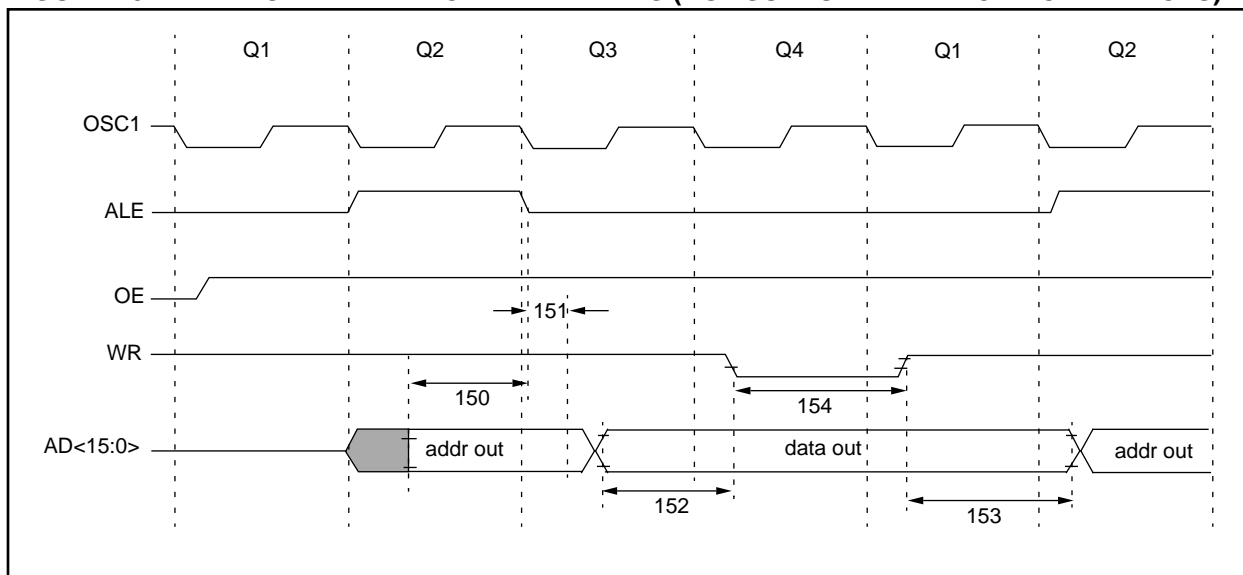 Q1 Q2 Q3 Q4 Q1 Q2
OSC1
ALE
OE
151
WR
150
154
AD<15:0>
addr out
data out
addr out
152
153